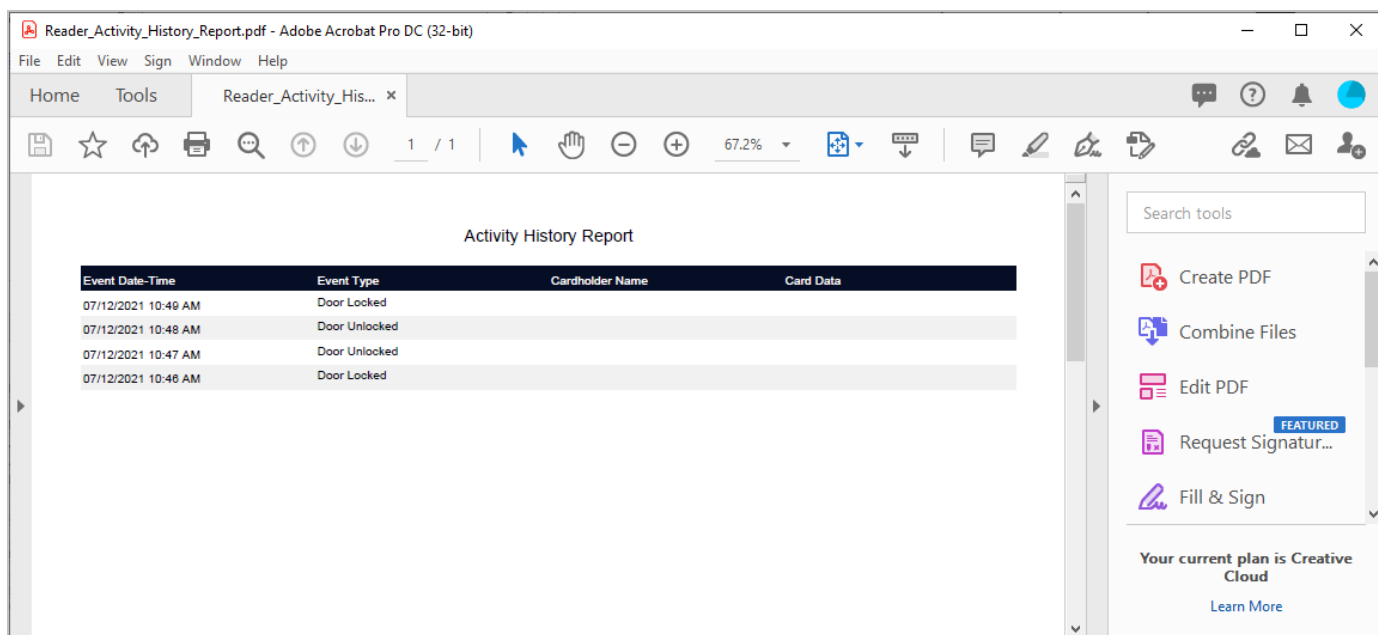 Reader_Activity_History_Report.pdf - Adobe Acrobat Pro DC (32-bit)
File Edit View Sign Window Help
Home Tools Reader_Activity_His... ×
1 / 1 67.2%
Search tools
Activity History Report
Event Date-Time Event Type Cardholder Name Card Data
07/12/2021 10:49 AM Door Locked
07/12/2021 10:48 AM Door Unlocked
07/12/2021 10:47 AM Door Unlocked
07/12/2021 10:46 AM Door Locked
Create PDF
Combine Files
Edit PDF
FEATURED
Request Signatur...
Fill & Sign
Your current plan is Creative
Cloud
Learn More